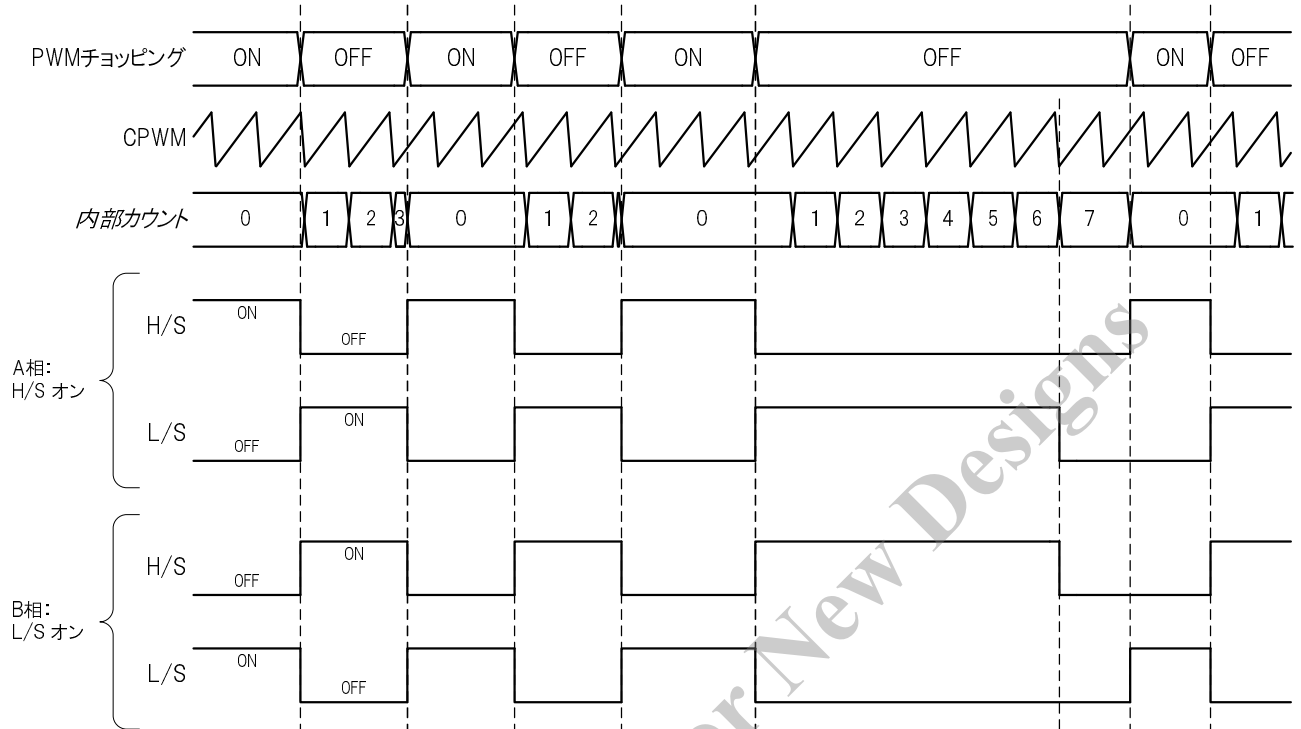 PWMチョッピング ON OFF ON OFF ON OFF ON OFF
CPWM
内部カウント 0 1 2 3 0 1 2 0 1 2 3 4 5 6 7 0 1
A相:
H/S オン
H/S ON OFF
L/S OFF ON
B相:
L/S オン
H/S OFF ON
L/S ON OFF
r New Designs